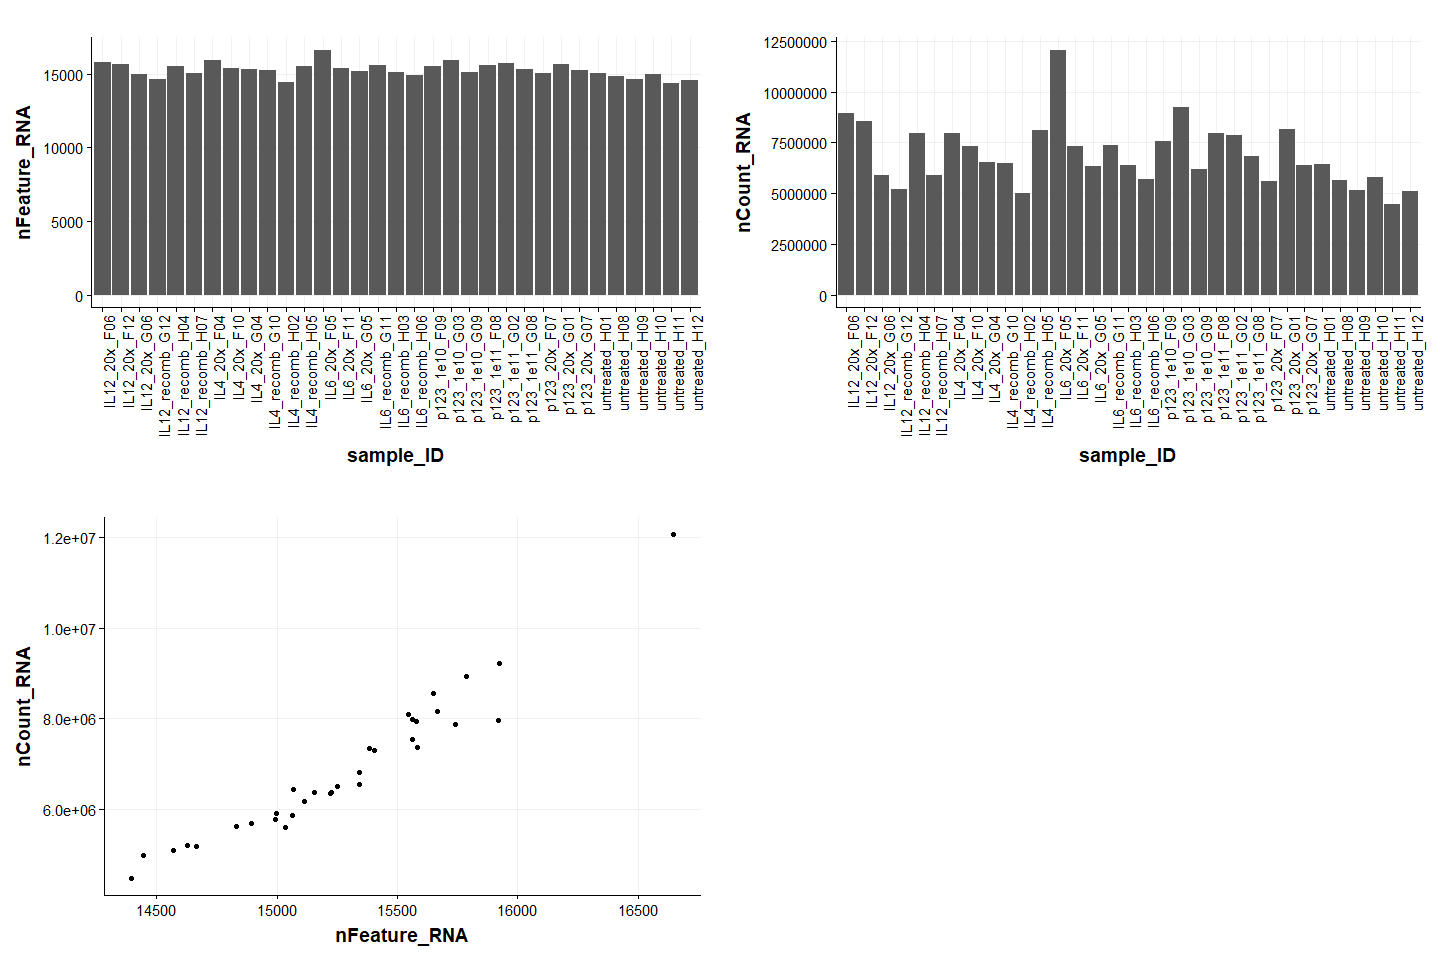 nFeature_RNA
15000
10000
5000
0
IL12_20x_F06
IL12_20x_F12
IL12_20x_G06
IL12_recomb_G12
IL12_recomb_H04
IL12_recomb_H07
IL4_20x_F04
IL4_20x_F10
IL4_20x_G04
IL4_recomb_G10
IL4_recomb_H02
IL4_recomb_H05
IL6_20x_F05
IL6_20x_F11
IL6_20x_G05
IL6_recomb_G11
IL6_recomb_H03
IL6_recomb_H06
p123_1e10_F09
p123_1e10_G03
p123_1e10_G09
p123_1e11_F08
p123_1e11_G02
p123_1e11_G08
p123_20x_F07
p123_20x_G01
p123_20x_G07
untreated_H01
untreated_H08
untreated_H09
untreated_H10
untreated_H11
untreated_H12
sample_ID
nCount_RNA
12500000
10000000
7500000
5000000
2500000
0
IL12_20x_F06
IL12_20x_F12
IL12_20x_G06
IL12_recomb_G12
IL12_recomb_H04
IL12_recomb_H07
IL4_20x_F04
IL4_20x_F10
IL4_20x_G04
IL4_recomb_G10
IL4_recomb_H02
IL4_recomb_H05
IL6_20x_F05
IL6_20x_F11
IL6_20x_G05
IL6_recomb_G11
IL6_recomb_H03
IL6_recomb_H06
p123_1e10_F09
p123_1e10_G03
p123_1e10_G09
p123_1e11_F08
p123_1e11_G02
p123_1e11_G08
p123_20x_F07
p123_20x_G01
p123_20x_G07
untreated_H01
untreated_H08
untreated_H09
untreated_H10
untreated_H11
untreated_H12
sample_ID
nCount_RNA
1.2e+07
1.0e+07
8.0e+06
6.0e+06
14500
15000
15500
16000
16500
nFeature_RNA